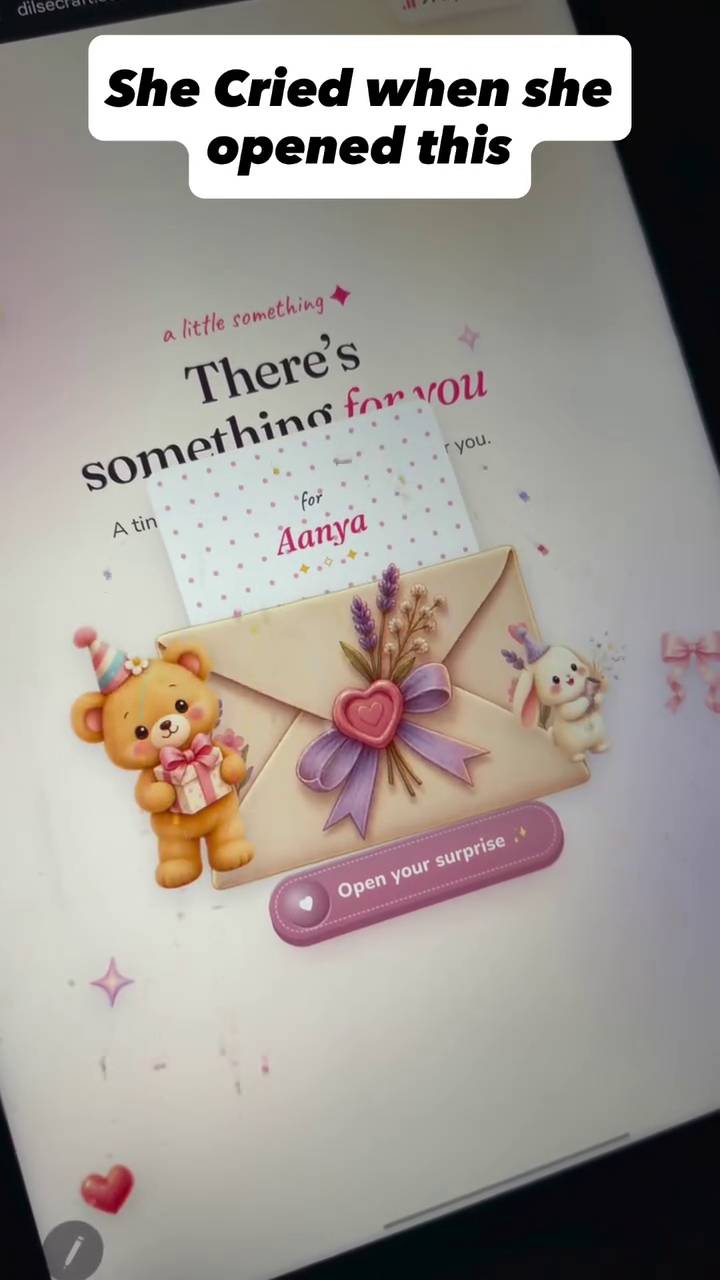 She Cried when she
opened this
a little something
There's
something for you
A tin
r you.
for
Aanya
Open your surprise